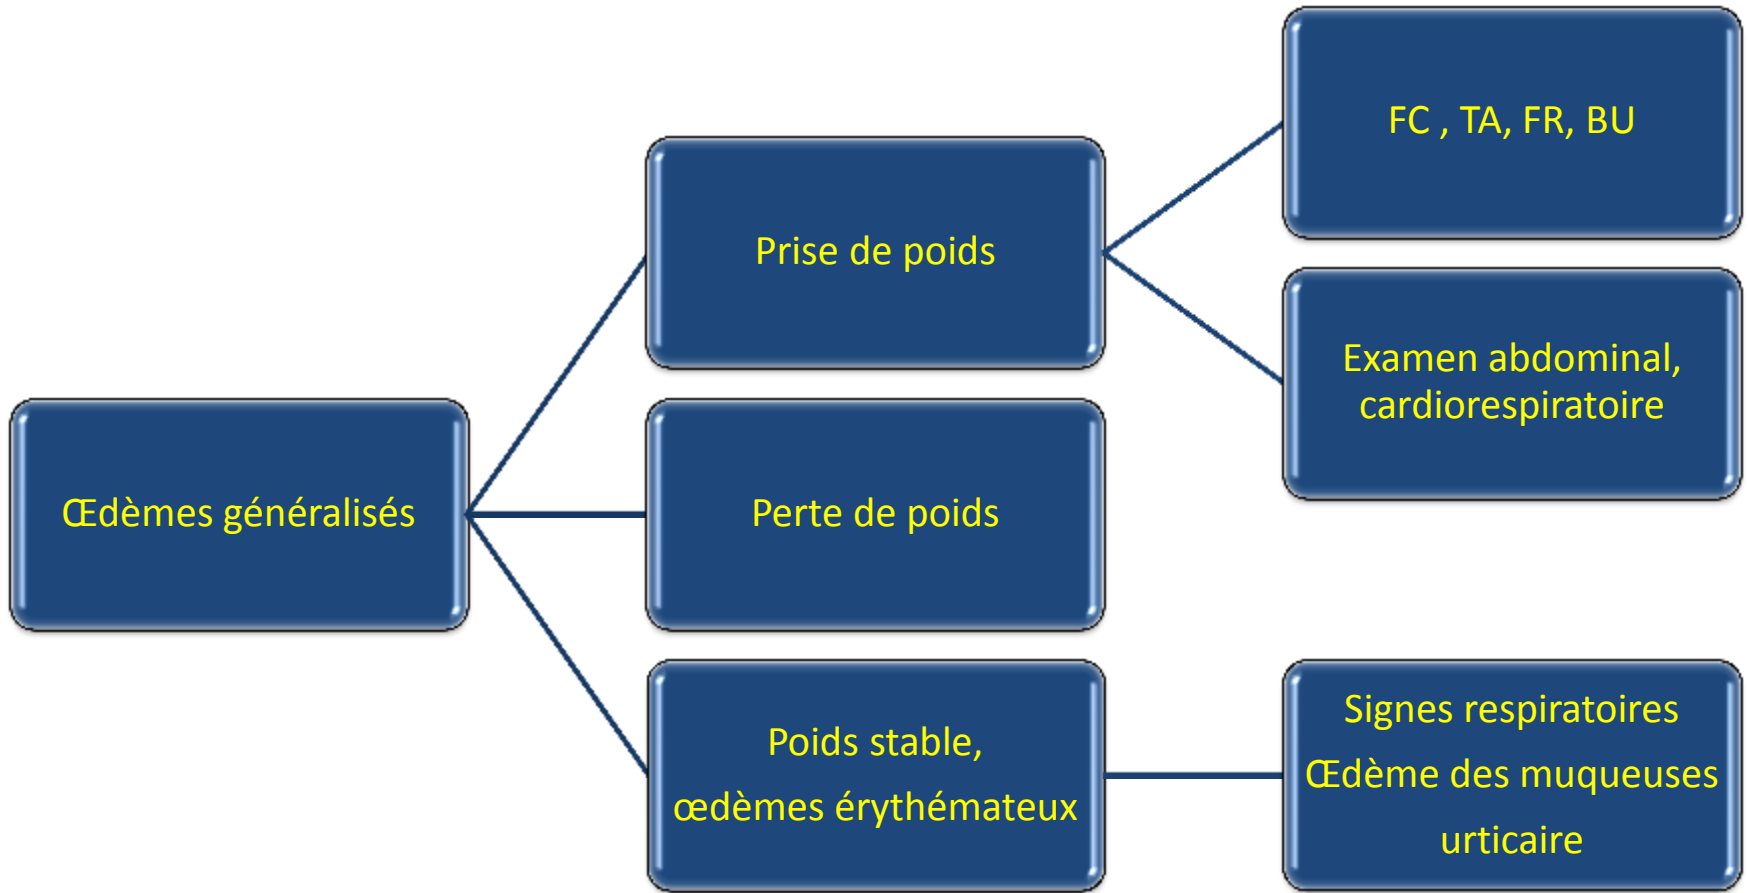 Œdèmes généralisés
Prise de poids
FC , TA, FR, BU
Examen abdominal,
cardiorespiratoire
Perte de poids
Poids stable,
œdèmes érythémateux
Signes respiratoires
Œdème des muqueuses
urticaire